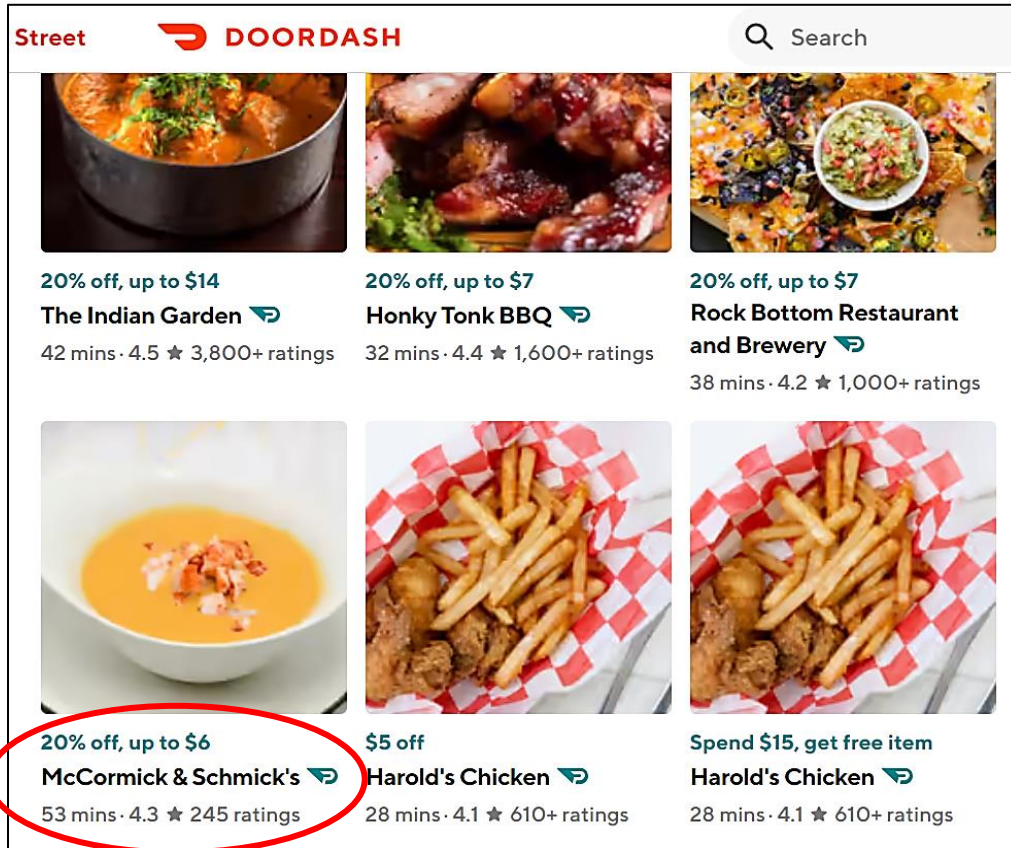 Street
DOORDASH
Search
20% off, up to $14
The Indian Garden
42 mins · 4.5 ★ 3,800+ ratings
20% off, up to $7
Honky Tonk BBQ
32 mins · 4.4 ★ 1,600+ ratings
20% off, up to $7
Rock Bottom Restaurant
and Brewery
38 mins · 4.2 ★ 1,000+ ratings
20% off, up to $6
McCormick & Schmick's
53 mins · 4.3 ★ 245 ratings
$5 off
Harold's Chicken
28 mins · 4.1 ★ 610+ ratings
Spend $15, get free item
Harold's Chicken
28 mins · 4.1 ★ 610+ ratings